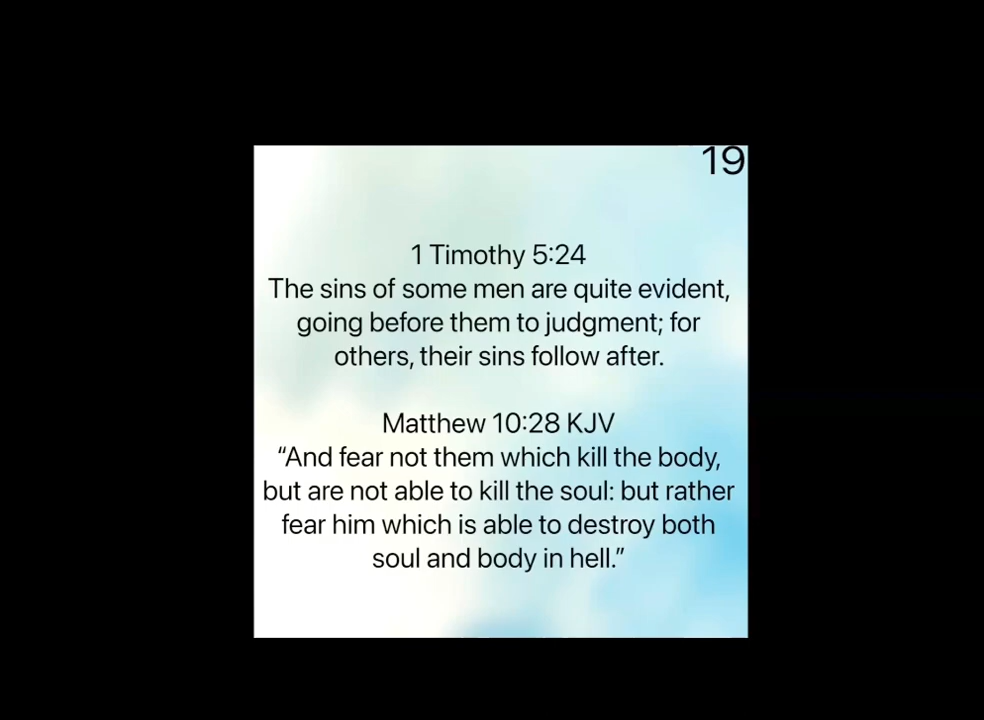 19
1 Timothy 5:24
The sins of some men are quite evident,
going before them to judgment; for
others, their sins follow after.
Matthew 10:28 KJV
“And fear not them which kill the body,
but are not able to kill the soul: but rather
fear him which is able to destroy both
soul and body in hell.”